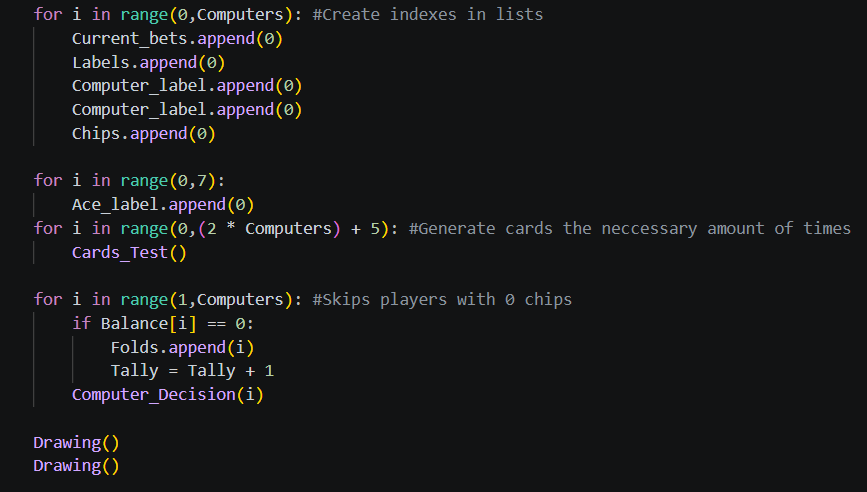 for i in range(0,Computers): #Create indexes in lists
    Current_bets.append(0)
    Labels.append(0)
    Computer_label.append(0)
    Computer_label.append(0)
    Chips.append(0)

for i in range(0,7):
    Ace_label.append(0)
for i in range(0,(2 * Computers) + 5): #Generate cards the neccessary amount of times
    Cards_Test()

for i in range(1,Computers): #Skips players with 0 chips
    if Balance[i] == 0:
        Folds.append(i)
        Tally = Tally + 1
    Computer_Decision(i)

Drawing()
Drawing()